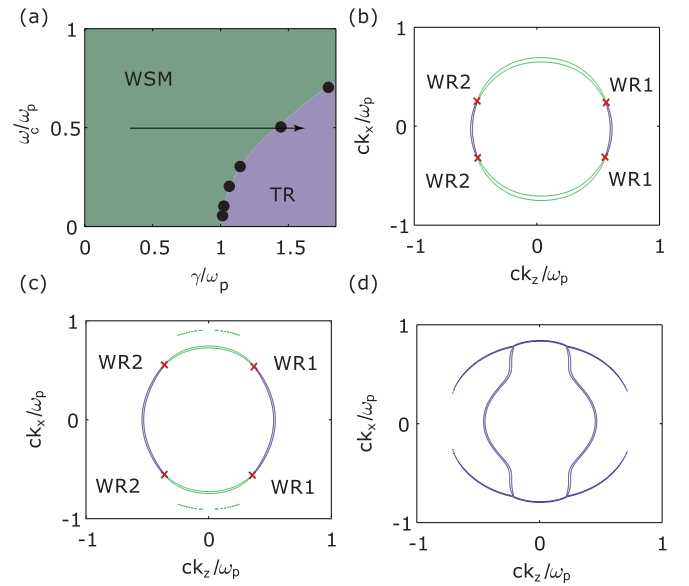 (a)
ω_c/ω_p
1
0.5
0
WSM
TR
0 0.5 1 1.5
γ/ω_p
(b)
ck_x/ω_p
1
0
-1
WR2 WR1
WR2 WR1
-1 0 1
ck_z/ω_p
(c)
ck_x/ω_p
1
0
-1
WR2 WR1
WR2 WR1
-1 0 1
ck_z/ω_p
(d)
ck_x/ω_p
1
0
-1
-1 0 1
ck_z/ω_p